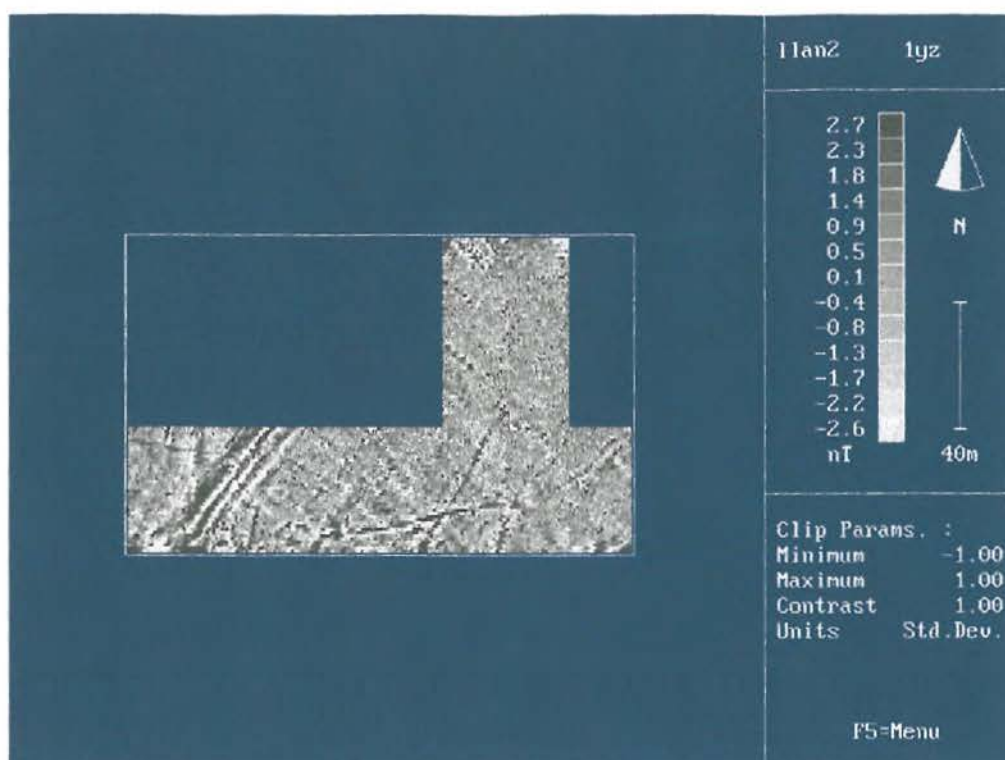 llan2 1yz
2.7
2.3
1.8
1.4
0.9
0.5
0.1
-0.4
-0.8
-1.3
-1.7
-2.2
-2.6
nT
N
40m
Clip Params. :
Minimum -1.00
Maximum 1.00
Contrast 1.00
Units Std.Dev.
F5=Menu